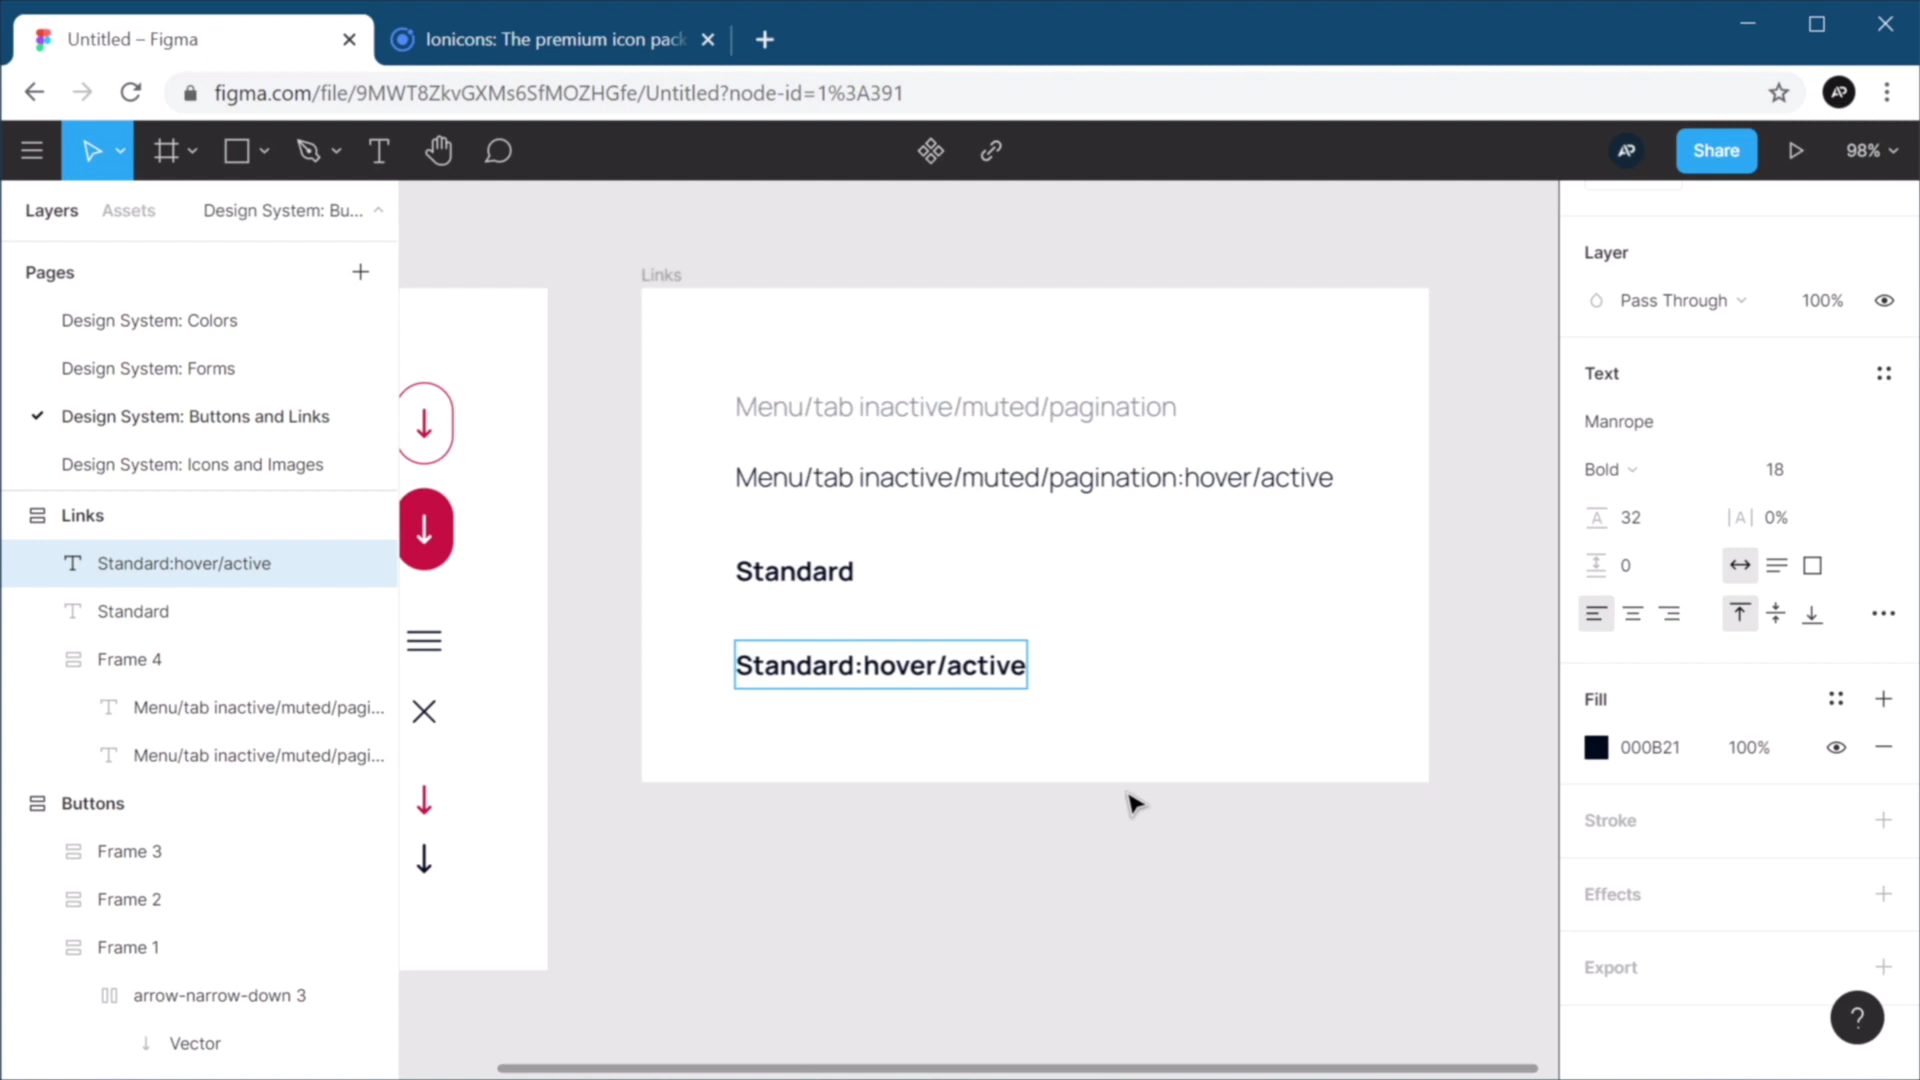 Untitled – Figma
Ionicons: The premium icon pack
figma.com/file/9MWT8ZkvGXMs6SfMOZHGfe/Untitled?node-id=1%3A391
AP
AP
Share
98%
Layers
Assets
Design System: Bu...
Pages
Design System: Colors
Design System: Forms
Design System: Buttons and Links
Design System: Icons and Images
Links
Standard:hover/active
Standard
Frame 4
Menu/tab inactive/muted/pagi...
Menu/tab inactive/muted/pagi...
Buttons
Frame 3
Frame 2
Frame 1
arrow-narrow-down 3
Vector
Links
Menu/tab inactive/muted/pagination
Menu/tab inactive/muted/pagination:hover/active
Standard
Standard:hover/active
Layer
Pass Through
100%
Text
Manrope
Bold
18
A
32
|A|
0%
0
Fill
000B21
100%
Stroke
Effects
Export
?